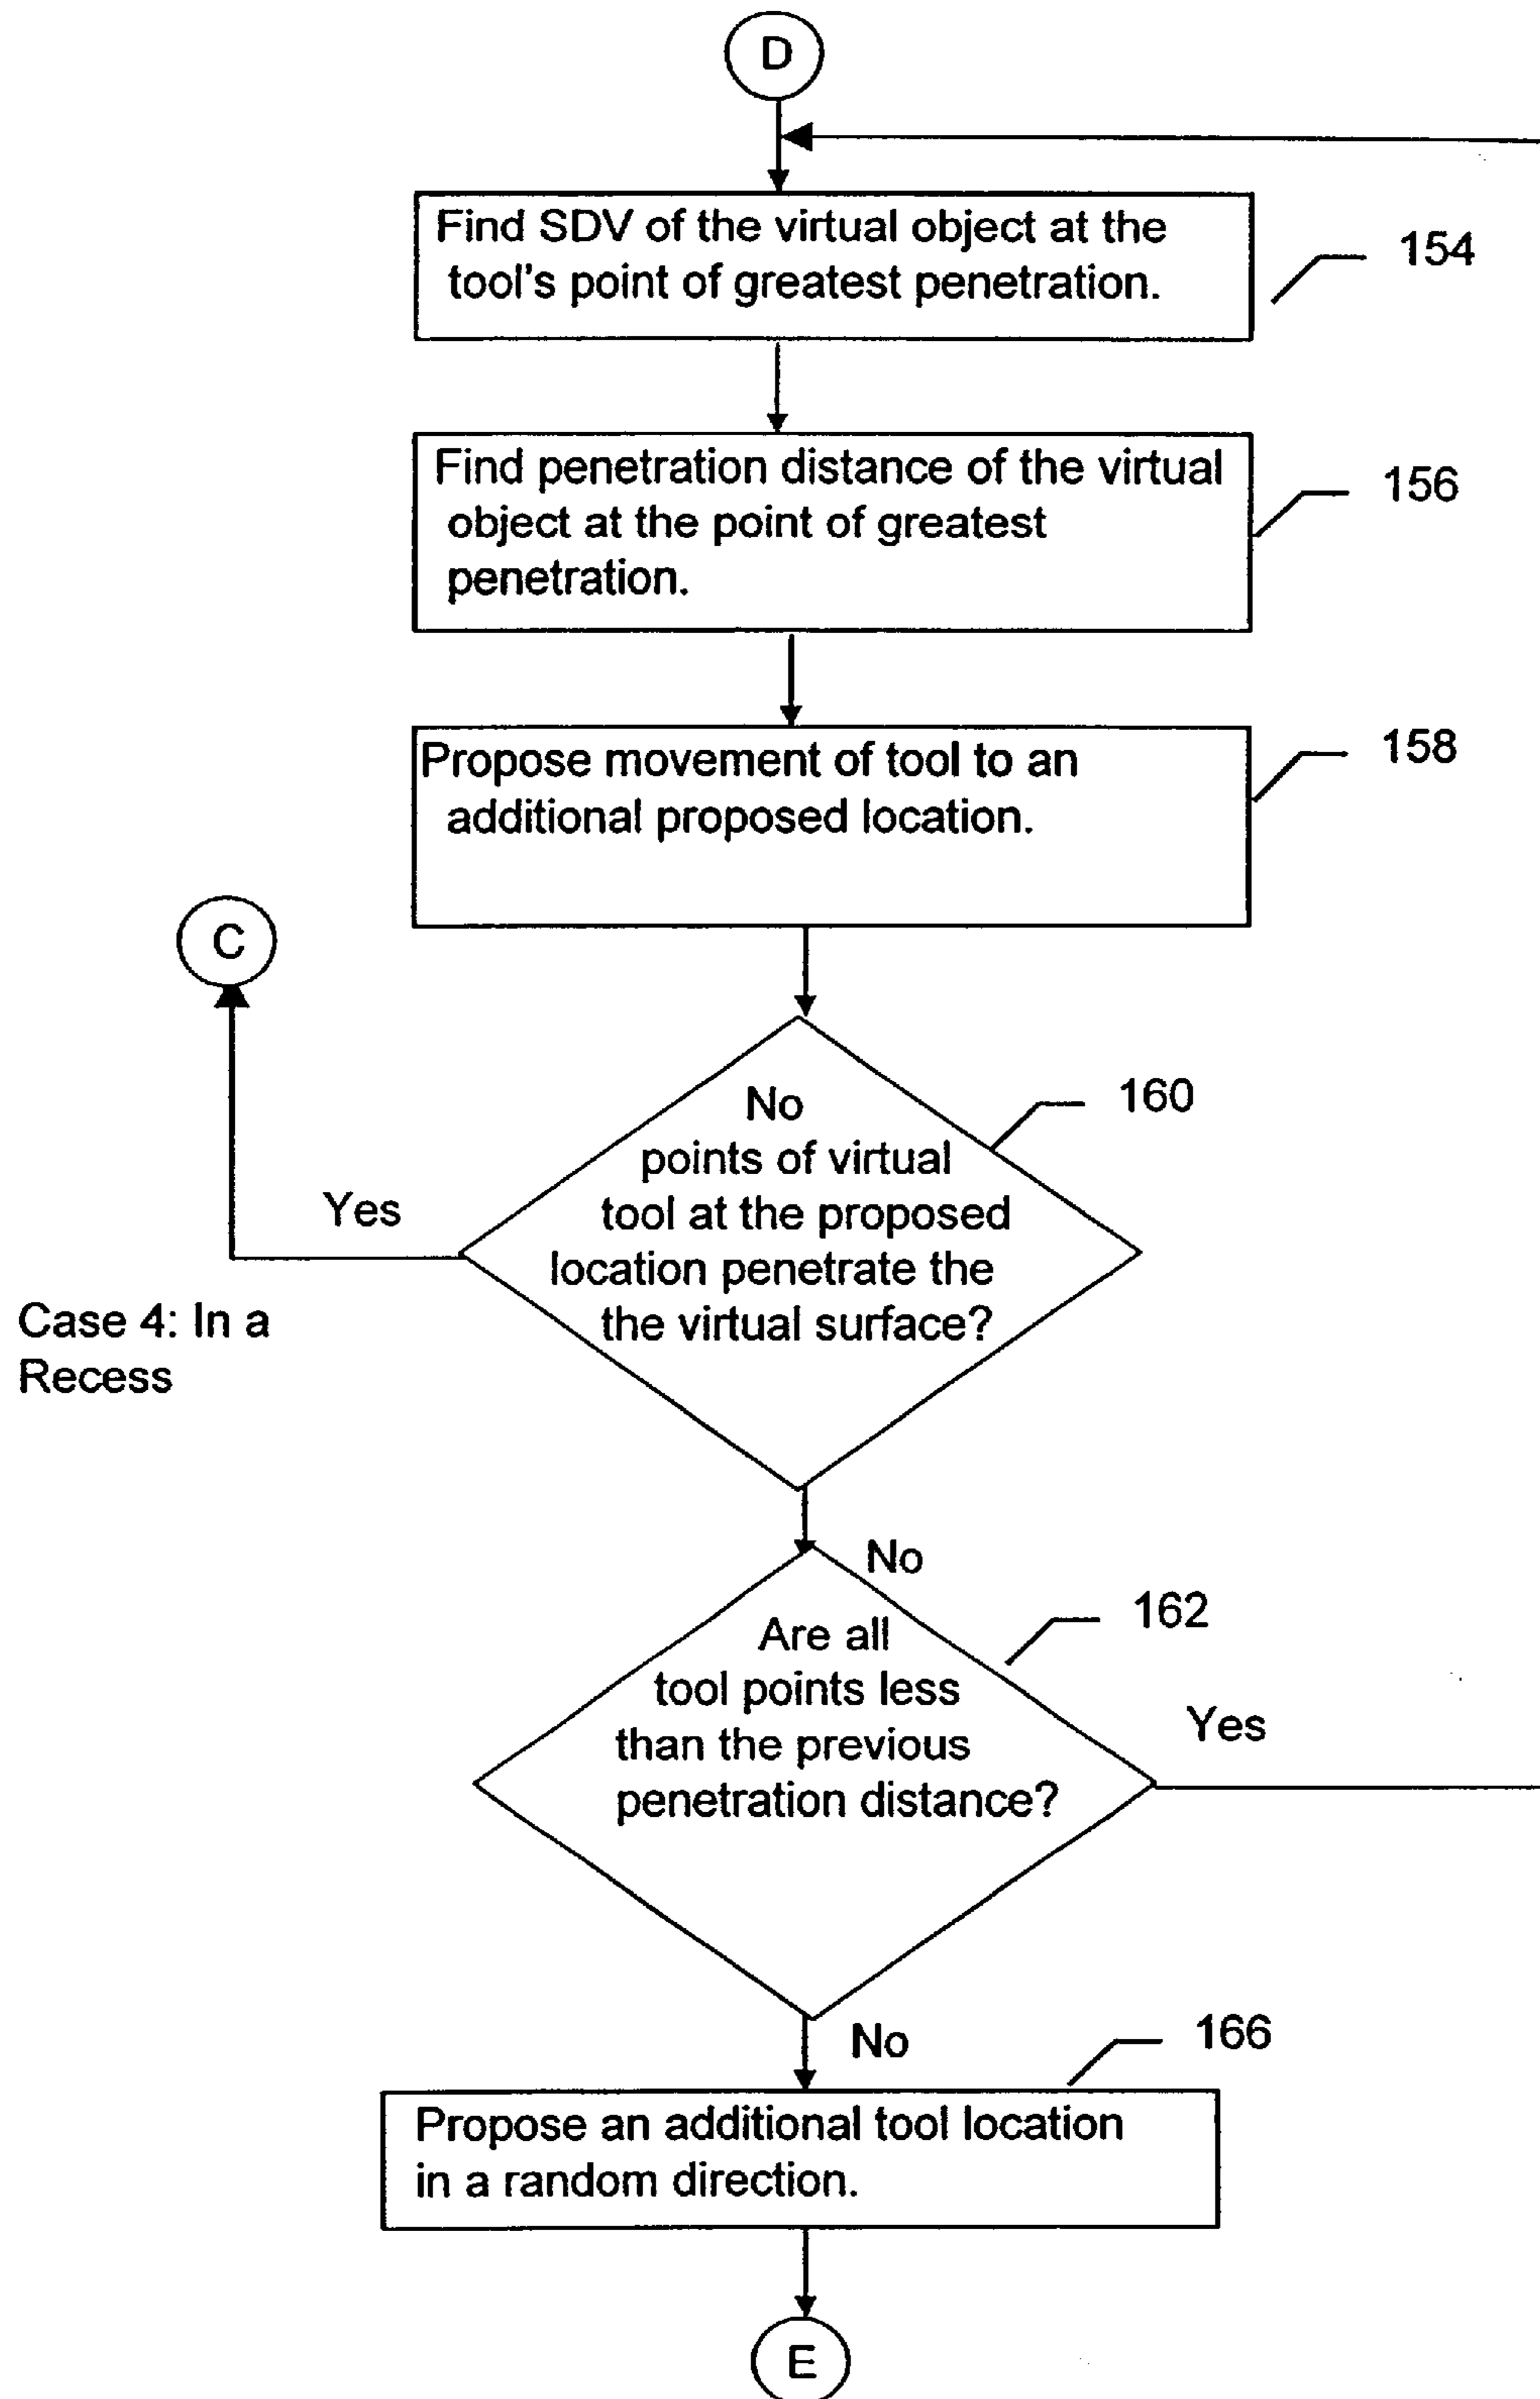 D
Find SDV of the virtual object at the
tool's point of greatest penetration.
154
Find penetration distance of the virtual
object at the point of greatest
penetration.
156
Propose movement of tool to an
additional proposed location.
158
C
No
points of virtual
tool at the proposed
location penetrate the
the virtual surface?
160
Yes
Case 4: In a
Recess
No
Are all
tool points less
than the previous
penetration distance?
162
Yes
No
Propose an additional tool location
in a random direction.
166
E